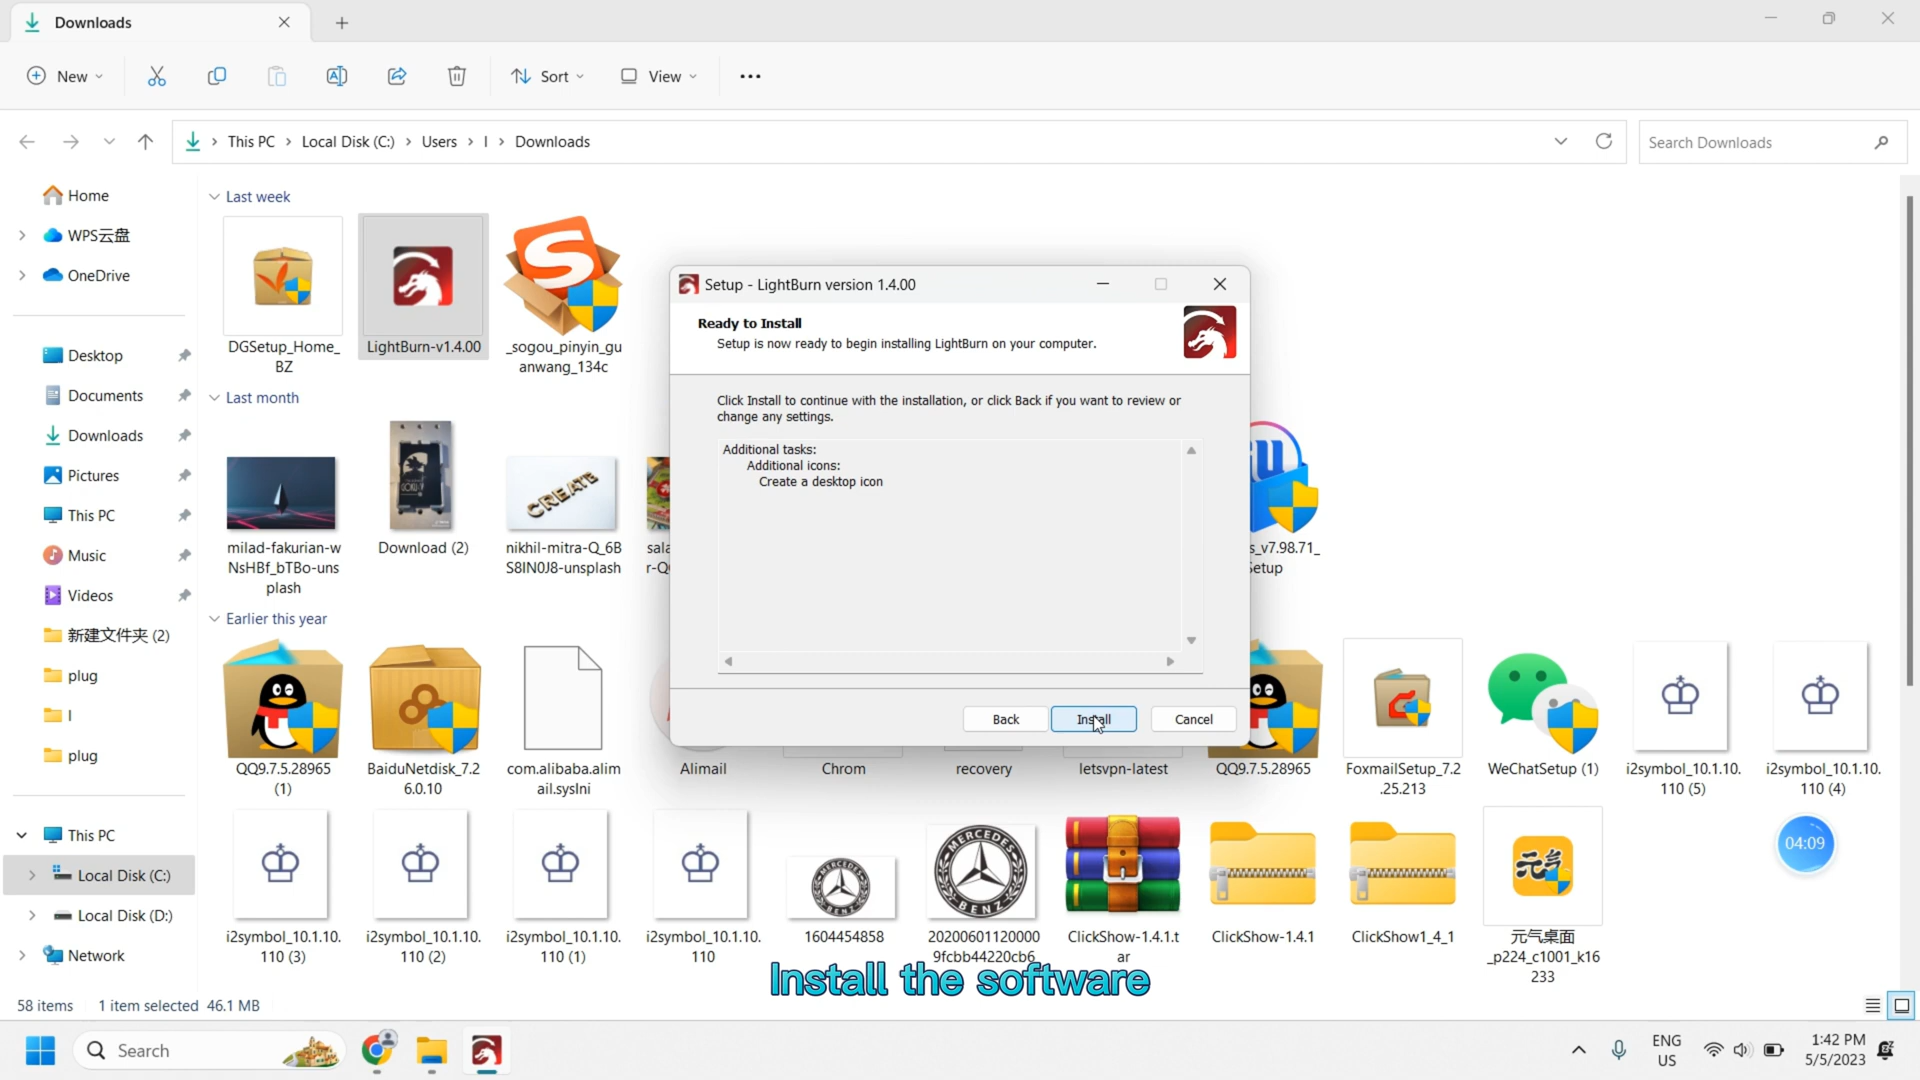 Downloads
New
Sort
View
This PC
Local Disk (C:)
Users
I
Downloads
Search Downloads
Home
WPS云盘
OneDrive
Desktop
Documents
Downloads
Pictures
This PC
Music
Videos
新建文件夹 (2)
plug
I
plug
This PC
Local Disk (C:)
Local Disk (D:)
Network
Last week
DGSetup_Home_
BZ
LightBurn-v1.4.00
_sogou_pinyin_gu
anwang_134c
Last month
milad-fakurian-w
NsHBf_bTBo-uns
plash
Download (2)
CREATE
nikhil-mitra-Q_6B
S8IN0J8-unsplash
s_v7.98.71_
Setup - LightBurn version 1.4.00
Ready to Install
Setup is now ready to begin installing LightBurn on your computer.
Click Install to continue with the installation, or click Back if you want to review or
change any settings.
Additional tasks:
Additional icons:
Create a desktop icon
Back
Install
Cancel
Earlier this year
QQ9.7.5.28965
(1)
BaiduNetdisk_7.2
6.0.10
com.alibaba.alim
ail.sysIni
Alimail
Chrom
recovery
letsvpn-latest
QQ9.7.5.28965
FoxmailSetup_7.2
.25.213
WeChatSetup (1)
i2symbol_10.1.10.
110 (5)
i2symbol_10.1.10.
110 (4)
i2symbol_10.1.10.
110 (3)
i2symbol_10.1.10.
110 (2)
i2symbol_10.1.10.
110 (1)
i2symbol_10.1.10.
110
MERCEDES
BENZ
1604454858
MERCEDES
BENZ
20200601120000
9fcbb44220cb6
ClickShow-1.4.1.t
ar
ClickShow-1.4.1
ClickShow1_4_1
元气
元气桌面
_p224_c1001_k16
233
04:09
Install the software
58 items
1 item selected
46.1 MB
Search
ENG
US
1:42 PM
5/5/2023